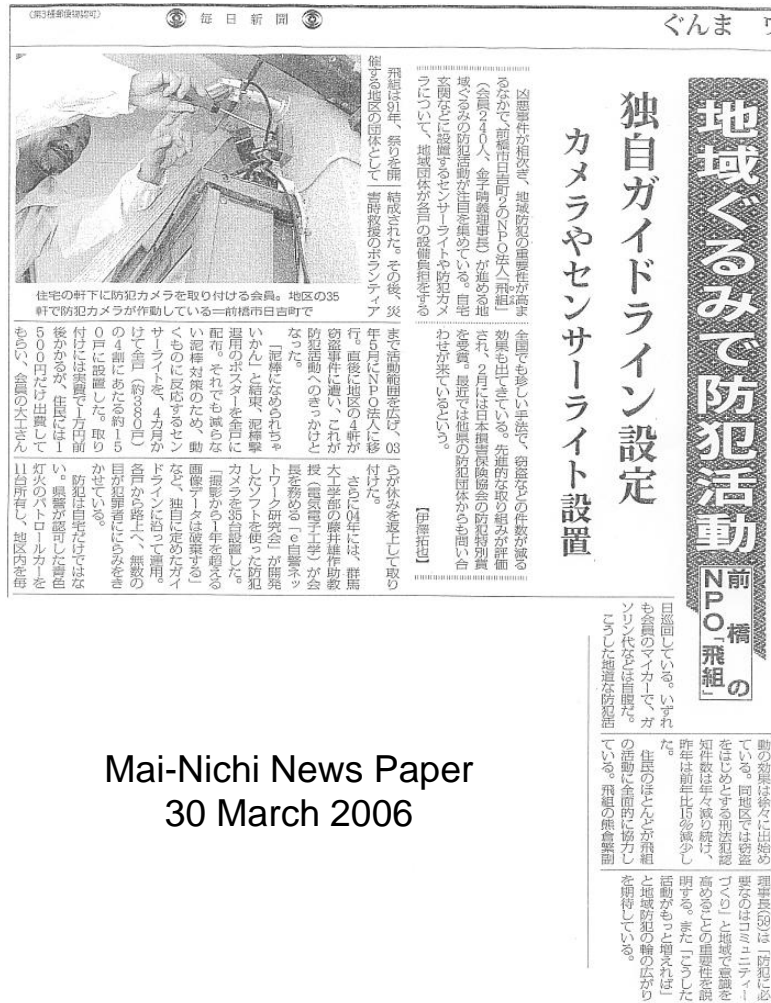 (第3種郵便物認可)
毎日新聞
ぐんま
地域ぐるみで防犯活動
前橋の
NPO「飛組」
独自ガイドライン設定
カメラやセンサーライト設置
凶悪事件が相次ぎ、地域防犯の重要性が高ま
るなかで、前橋市日吉町2のNPO法人「飛組」
(会員240人、金子晴義理事長)が進める地
域ぐるみの防犯活動が注目を集めている。自宅
玄関などに設置するセンサーライトや防犯カメ
ラについて、地域団体が各戸の設備負担をする
全国でも珍しい手法で、窃盗などの件数が減る
効果も出てきている。先進的な取り組みが評価
され、2月には日本損害保険協会の防犯特別賞
を受賞。最近では他県の防犯団体からも問い合
わせが来ているという。
【伊澤拓也】
住宅の軒下に防犯カメラを取り付ける会員。地区の35
軒で防犯カメラが作動している=前橋市日吉町で
飛組は91年、祭りを開
催する地区の団体として
結成された。その後、災
害時救援のボランティア
まで活動範囲を広げ、03
年5月にNPO法人に移
行。直後に地区の4軒が
窃盗事件に遭い、これが
防犯活動へのきっかけと
なった。
「泥棒になめられちゃ
いかん」と結束、泥棒撃
退用のポスターを全戸に
配布。それでも減らな
い泥棒対策のため、動
くものに反応するセン
サーライトを、4カ月か
けて全戸(約380戸)
の4割にあたる約15
0戸に設置した。取り
付けには実費で1万円前
後かかるが、住民には1
500円だけ出費して
もらい、会員の大工さん
らが休みを返上して取り
付けた。
さらに04年には、群馬
大工学部の藤井雄作助教
授(電気電子工学)が会
長を務める「e自警ネッ
トワーク研究会」が開発
したソフトを使った防犯
カメラを35台設置した。
「撮影から1年を超える
画像データは破棄する」
など、独自に定めたガイ
ドラインに沿って運用。
各戸から路上へ、無数の
目が犯罪者ににらみをき
かせている。
防犯は自宅だけではな
い。県警が認可した青色
灯火のパトロールカーを
11台所有し、地区内を毎
日巡回している。いずれ
も会員のマイカーで、ガ
ソリン代などは自腹だ。
こうした地道な防犯活
動の効果は徐々に出始め
ている。同地区では窃盗
をはじめとする刑法犯認
知件数は年々減り続け、
昨年は前年比15%減少し
た。
住民のほとんどが飛組
の活動に全面的に協力し
ている。飛組の熊倉繁副
理事長(59)は「防犯に必
要なのはコミュニティー
づくり」と地域で意識を
高めることの重要性を説
明する。また「こうした
活動がもっと増えれば」
と地域防犯の輪の広がり
を期待している。
Mai-Nichi News Paper
30 March 2006